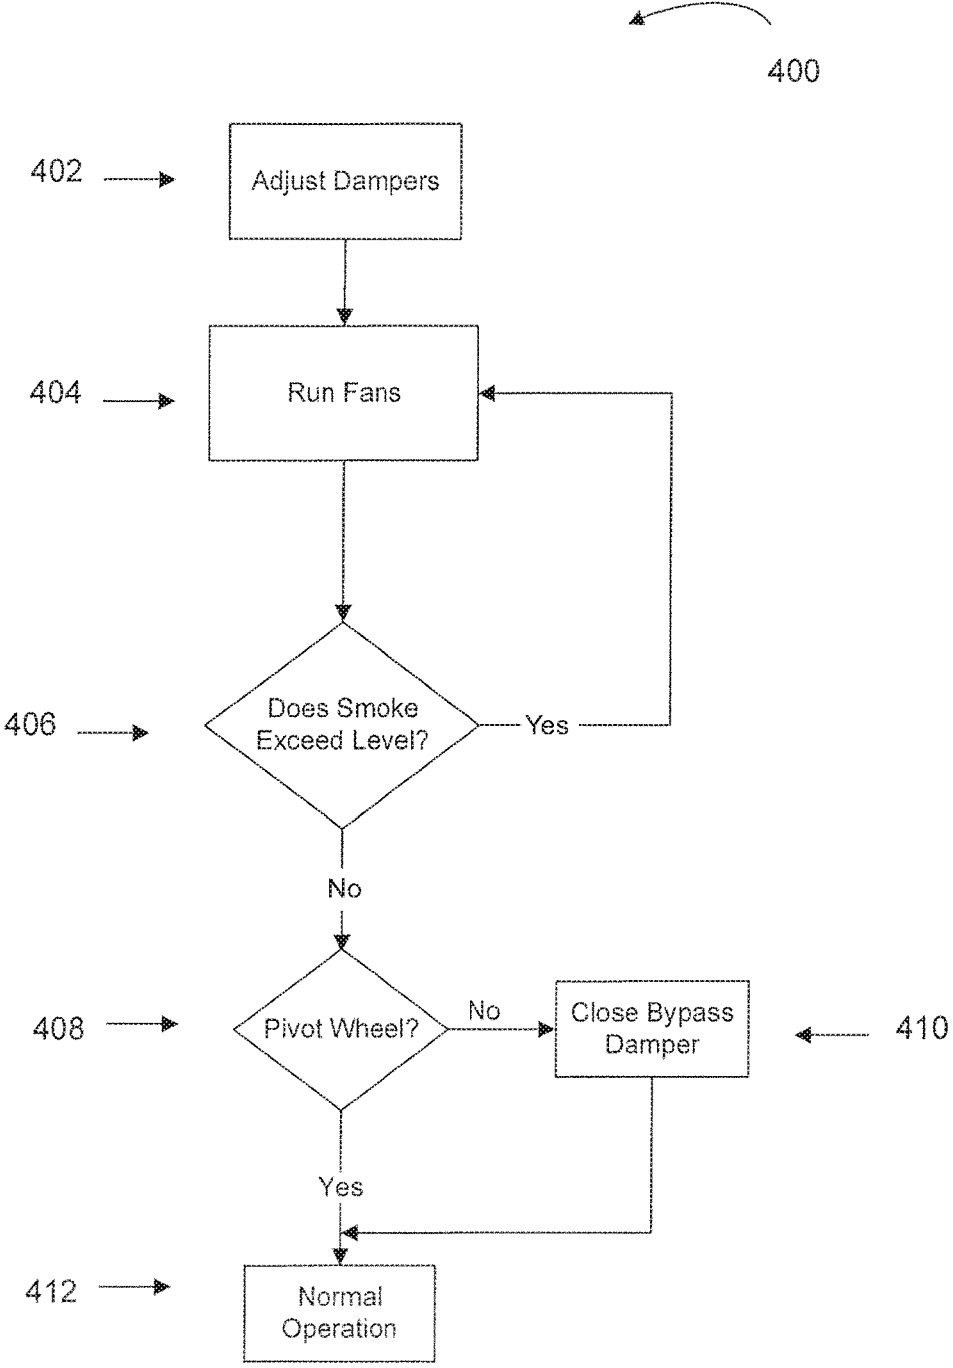 400
402
Adjust Dampers
404
Run Fans
406
Does Smoke
Exceed Level?
Yes
No
408
Pivot Wheel?
No
Close Bypass
Damper
410
Yes
412
Normal
Operation